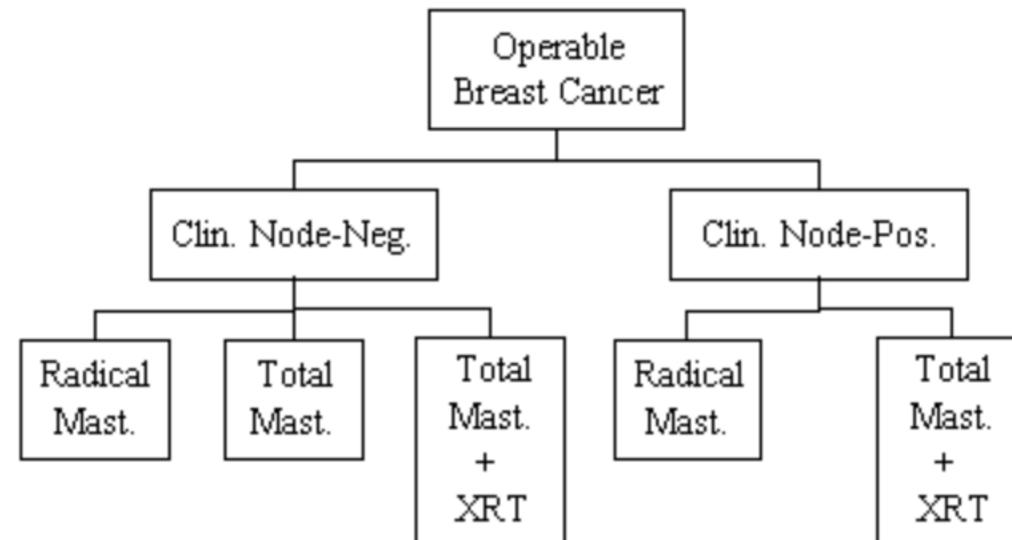 Operable
Breast Cancer
Clin. Node-Neg.
Clin. Node-Pos.
Radical
Mast.
Total
Mast.
Total
Mast.
+
XRT
Radical
Mast.
Total
Mast.
+
XRT